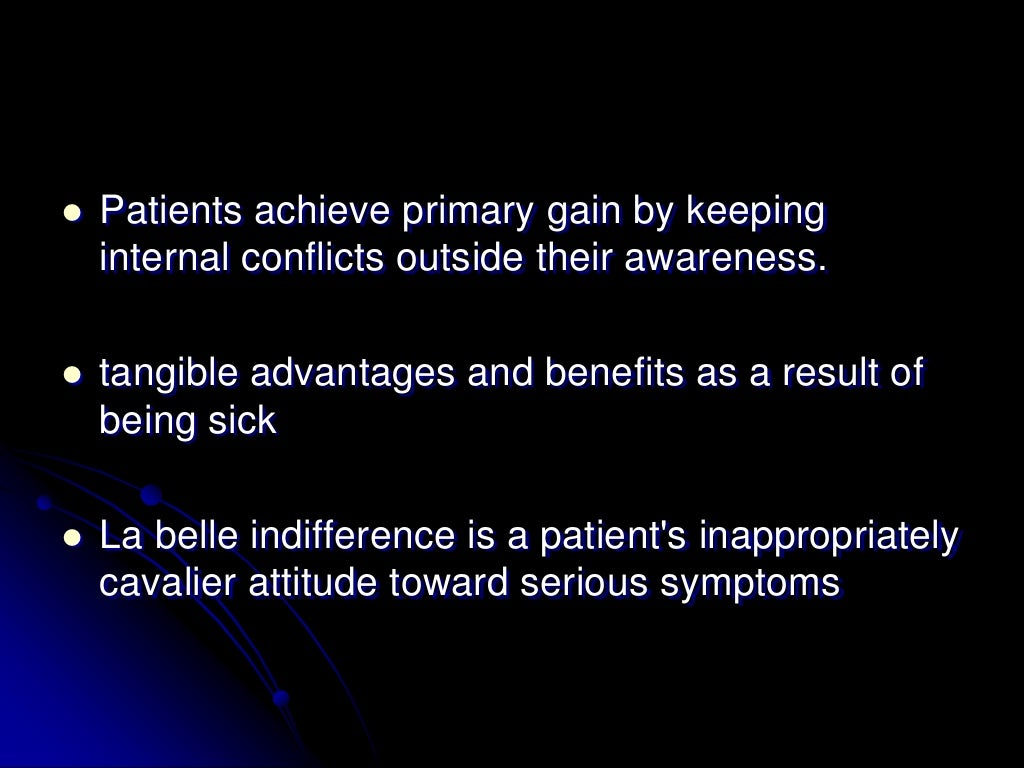 Patients achieve primary gain by keeping
internal conflicts outside their awareness.
tangible advantages and benefits as a result of
being sick
La belle indifference is a patient's inappropriately
cavalier attitude toward serious symptoms